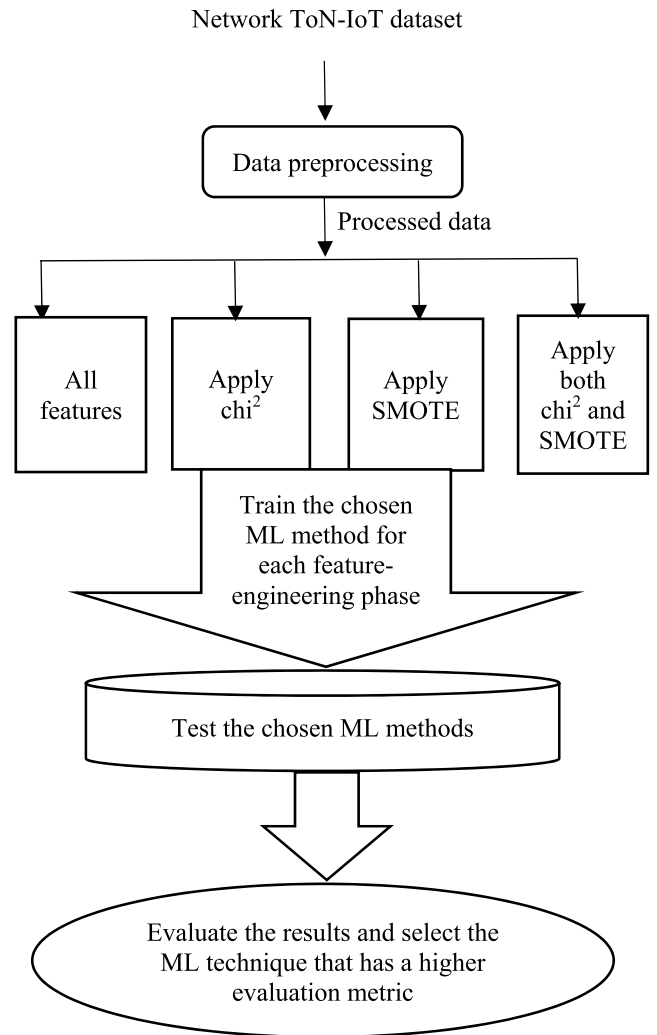 Network ToN-IoT dataset
Data preprocessing
Processed data
All
features
Apply
chi²
Apply
SMOTE
Apply
both
chi² and
SMOTE
Train the chosen
ML method for
each feature-
engineering phase
Test the chosen ML methods
Evaluate the results and select the
ML technique that has a higher
evaluation metric